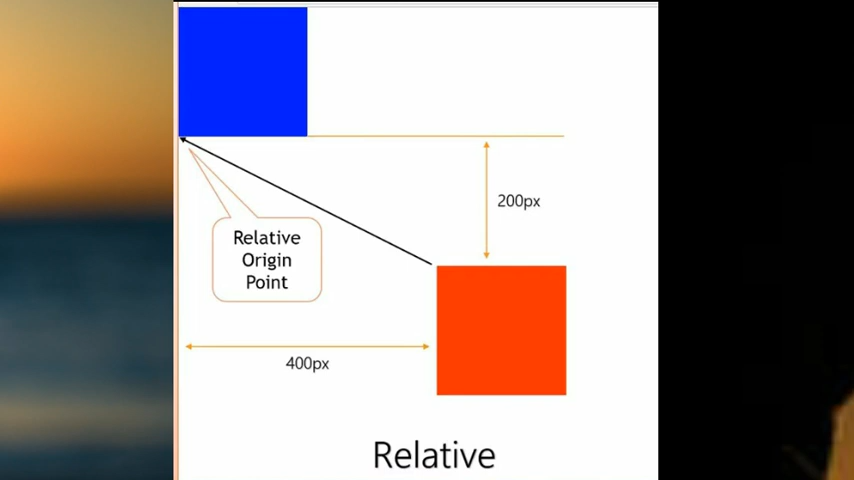 200px
Relative
Origin
Point
400px
Relative